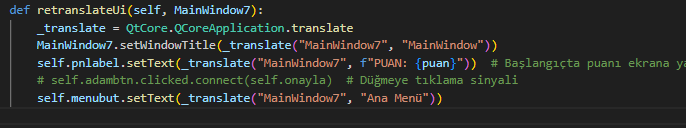 def retranslateUi(self, MainWindow7):
_translate = QtCore.QCoreApplication.translate
MainWindow7.setWindowTitle(_translate("MainWindow7", "MainWindow"))
self.pnlabel.setText(_translate("MainWindow7", f"PUAN: {puan}")) # Başlangıçta puanı ekrana
# self.adambtn.clicked.connect(self.onayla) # Düğmeye tıklama sinyali
self.menubut.setText(_translate("MainWindow7", "Ana Menü"))